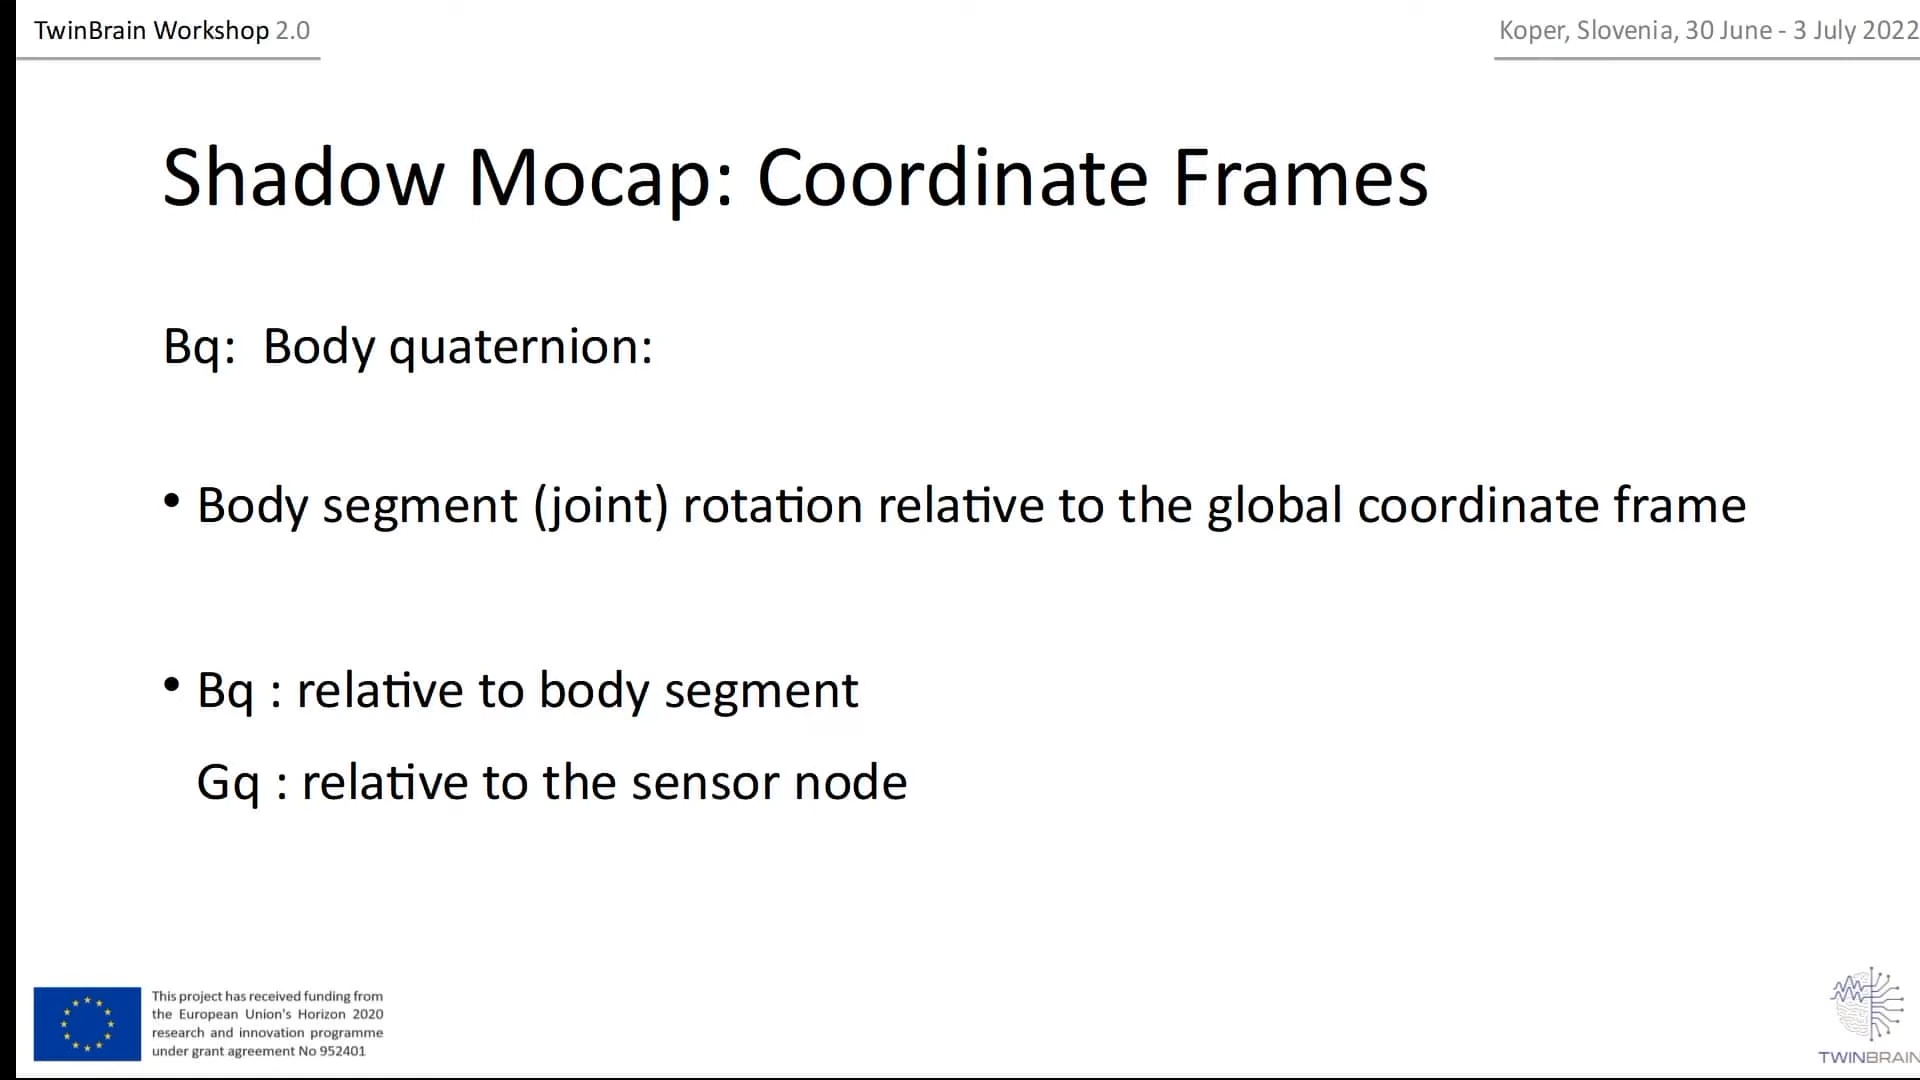 TwinBrain Workshop 2.0
Koper, Slovenia, 30 June - 3 July 2022
Shadow Mocap: Coordinate Frames
Bq: Body quaternion:
• Body segment (joint) rotation relative to the global coordinate frame
• Bq : relative to body segment
Gq : relative to the sensor node
This project has received funding from
the European Union's Horizon 2020
research and innovation programme
under grant agreement No 952401
TWINBRAIN